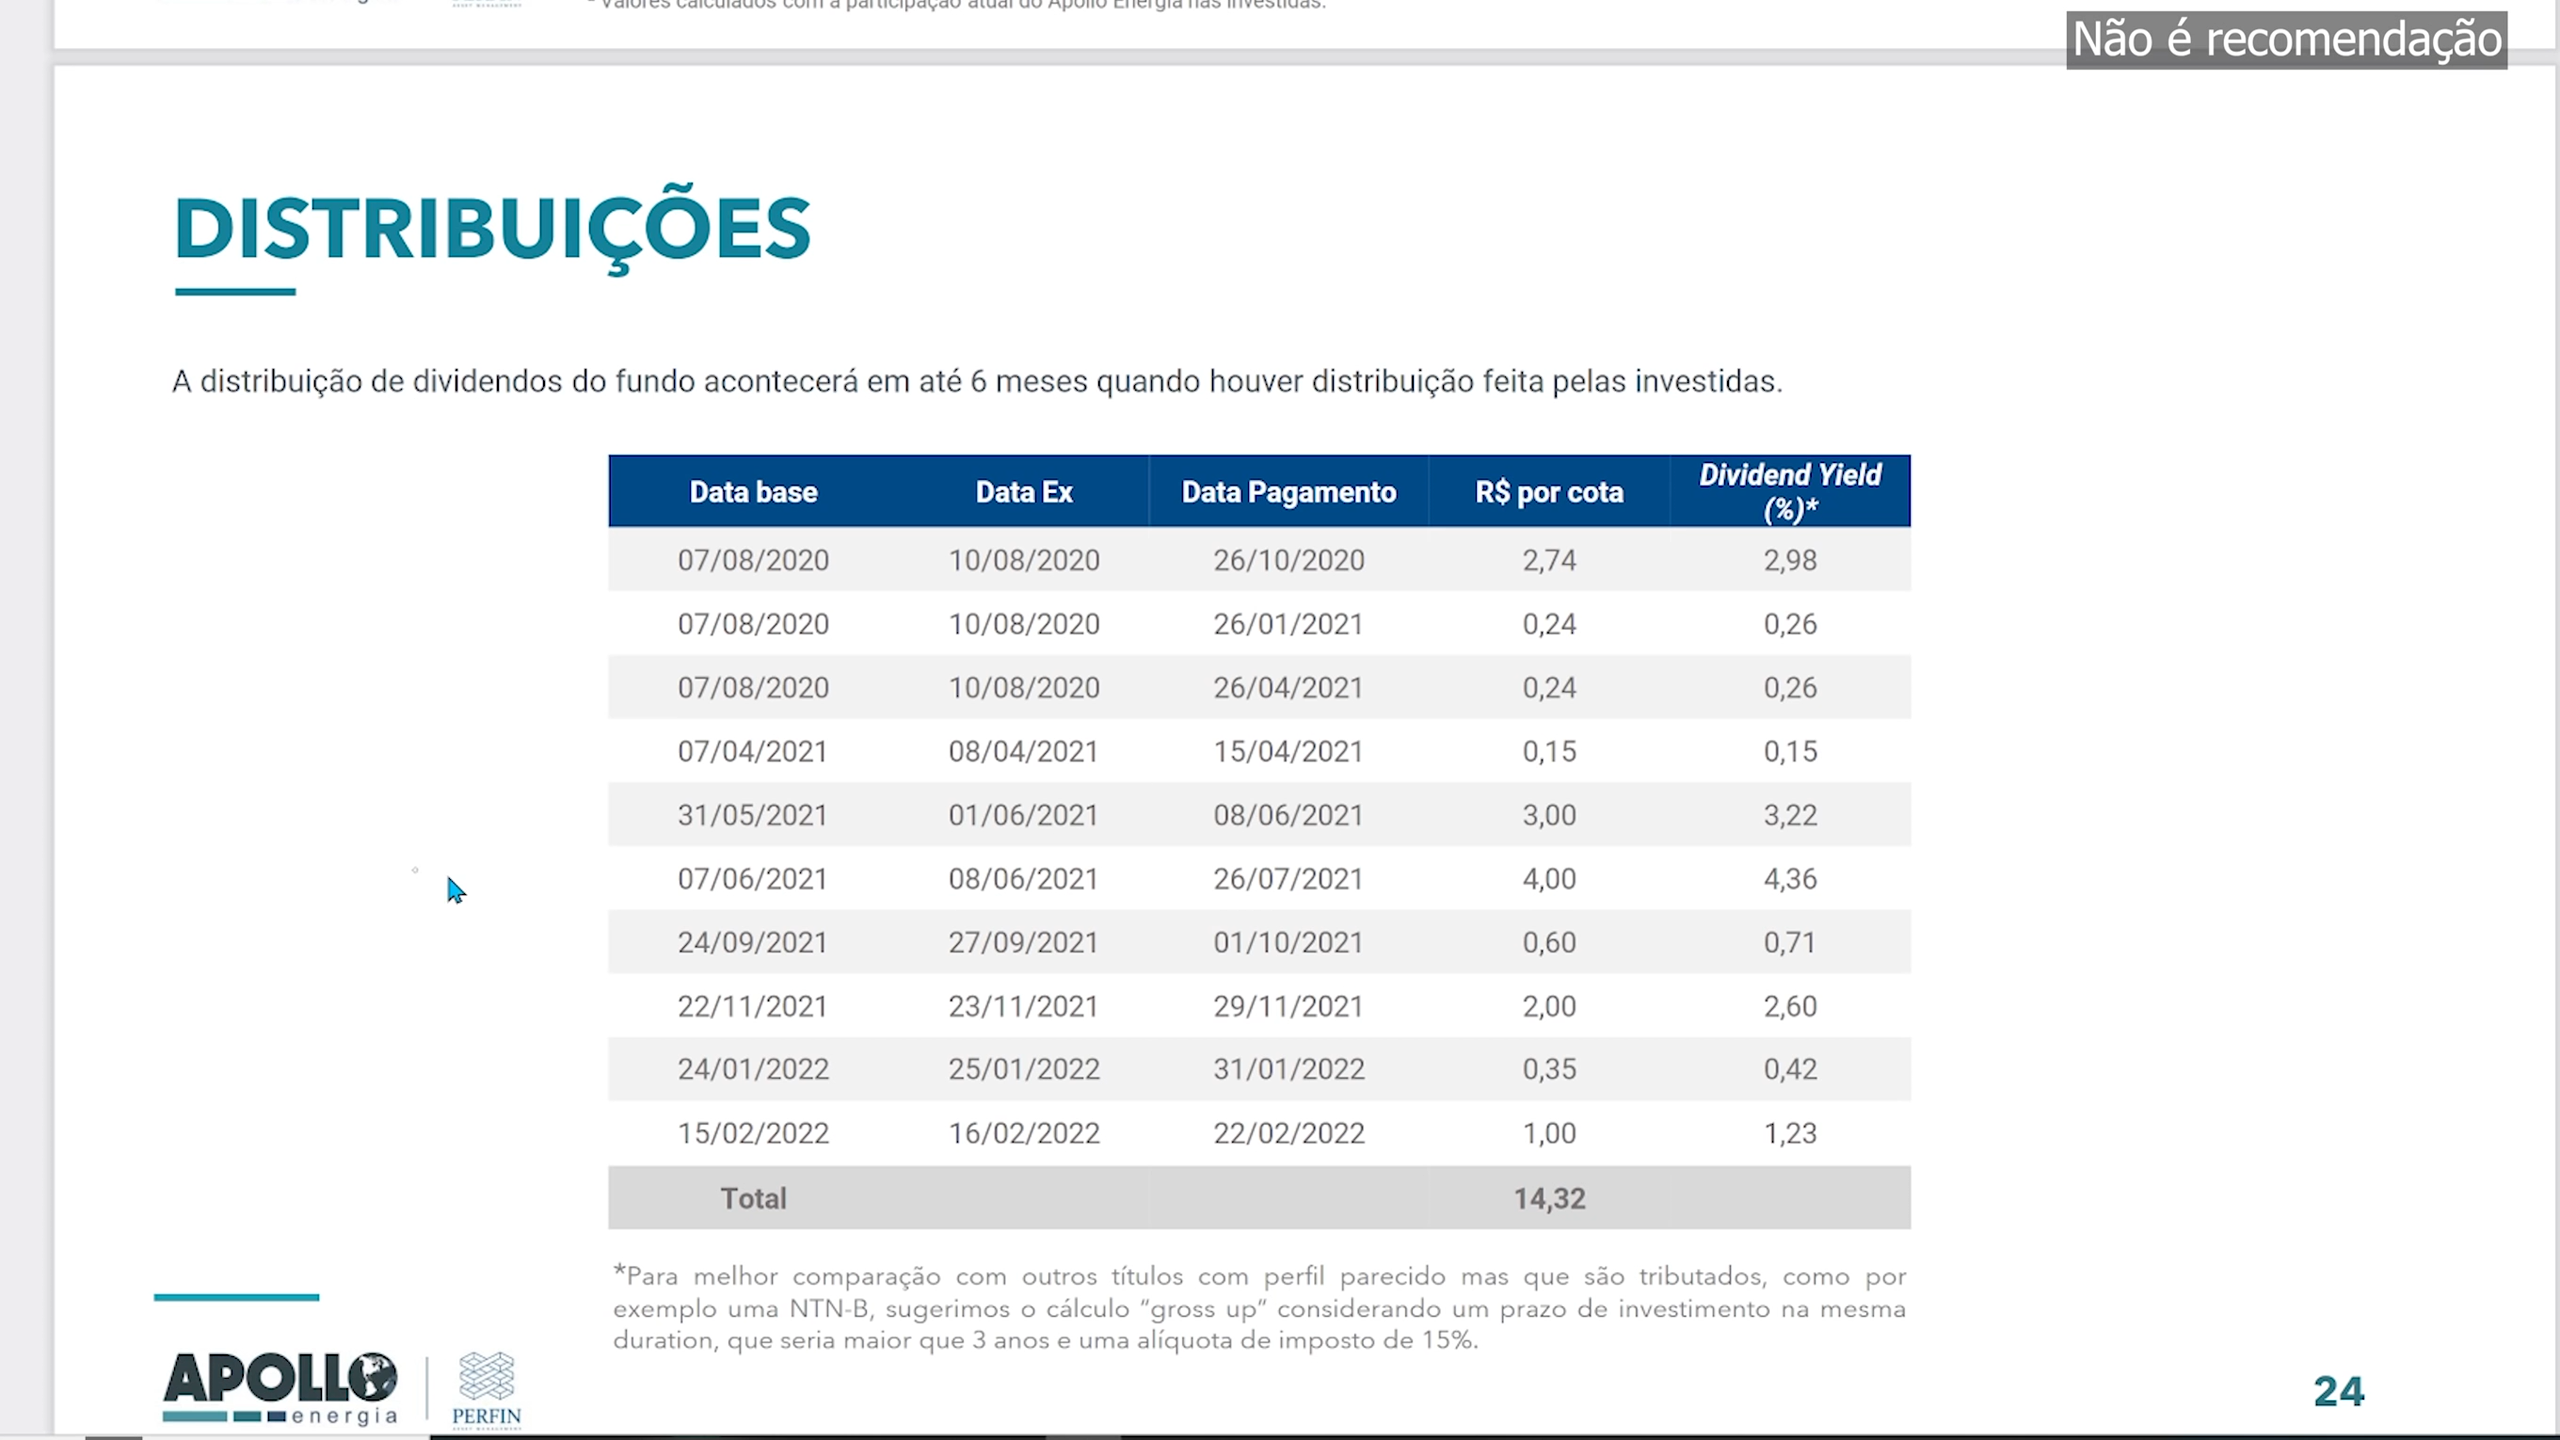 * Valores calculados com a participação atual do Apollo Energia nas investidas.
Não é recomendação
DISTRIBUIÇÕES
A distribuição de dividendos do fundo acontecerá em até 6 meses quando houver distribuição feita pelas investidas.
Data base Data Ex Data Pagamento R$ por cota Dividend Yield (%)*
07/08/2020 10/08/2020 26/10/2020 2,74 2,98
07/08/2020 10/08/2020 26/01/2021 0,24 0,26
07/08/2020 10/08/2020 26/04/2021 0,24 0,26
07/04/2021 08/04/2021 15/04/2021 0,15 0,15
31/05/2021 01/06/2021 08/06/2021 3,00 3,22
07/06/2021 08/06/2021 26/07/2021 4,00 4,36
24/09/2021 27/09/2021 01/10/2021 0,60 0,71
22/11/2021 23/11/2021 29/11/2021 2,00 2,60
24/01/2022 25/01/2022 31/01/2022 0,35 0,42
15/02/2022 16/02/2022 22/02/2022 1,00 1,23
Total 14,32
*Para melhor comparação com outros títulos com perfil parecido mas que são tributados, como por
exemplo uma NTN-B, sugerimos o cálculo "gross up" considerando um prazo de investimento na mesma
duration, que seria maior que 3 anos e uma alíquota de imposto de 15%.
APOLLO
energia
PERFIN
24